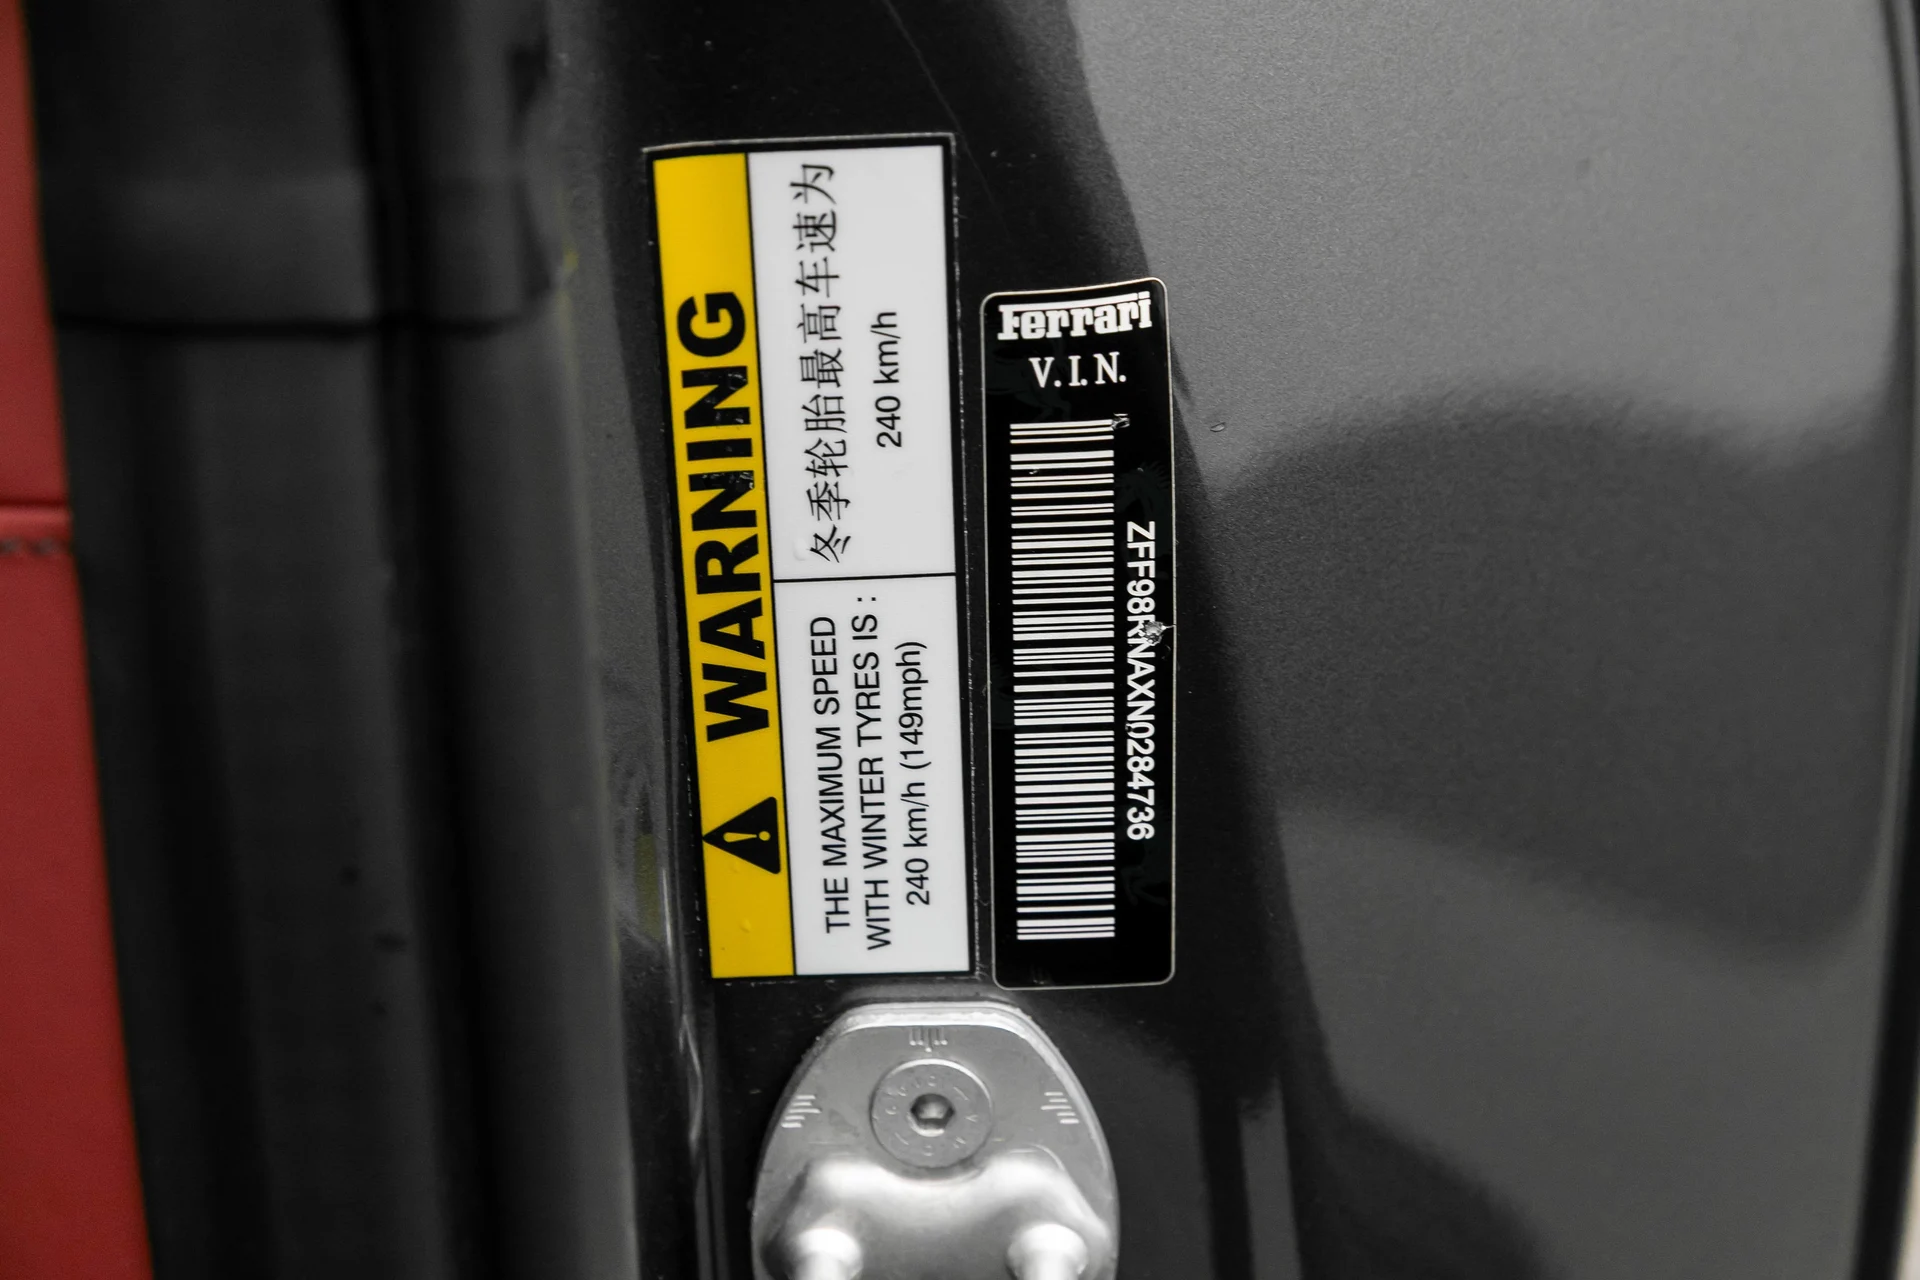 WARNING
冬季轮胎最高车速为
240 km/h
THE MAXIMUM SPEED
WITH WINTER TYRES IS :
240 km/h (149mph)
Ferrari
V.I.N.
ZFF98RNAXN0284736